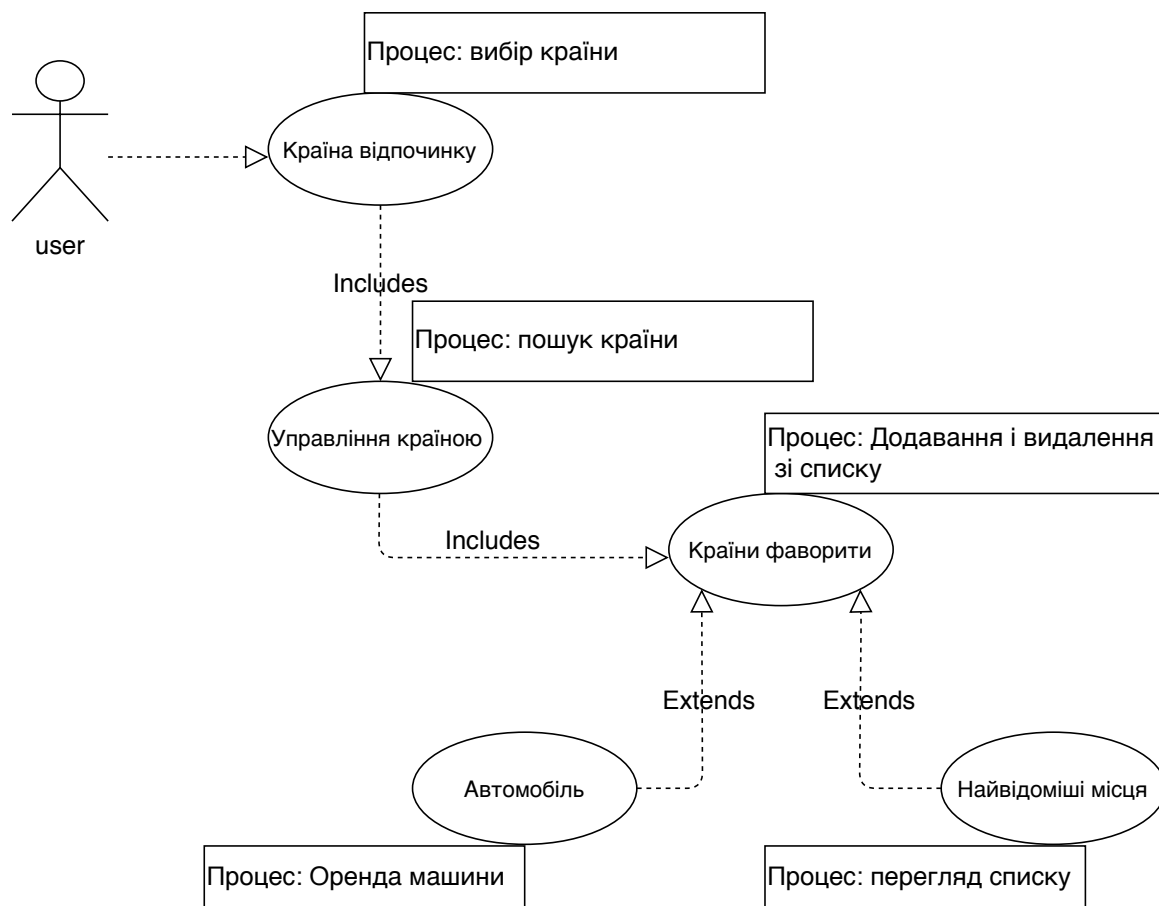 Процес: вибір країни
Країна відпочинку
user
Includes
Процес: пошук країни
Управління країною
Процес: Додавання і видалення
зі списку
Includes
Країни фаворити
Extends
Extends
Автомобіль
Найвідоміші місця
Процес: Оренда машини
Процес: перегляд списку